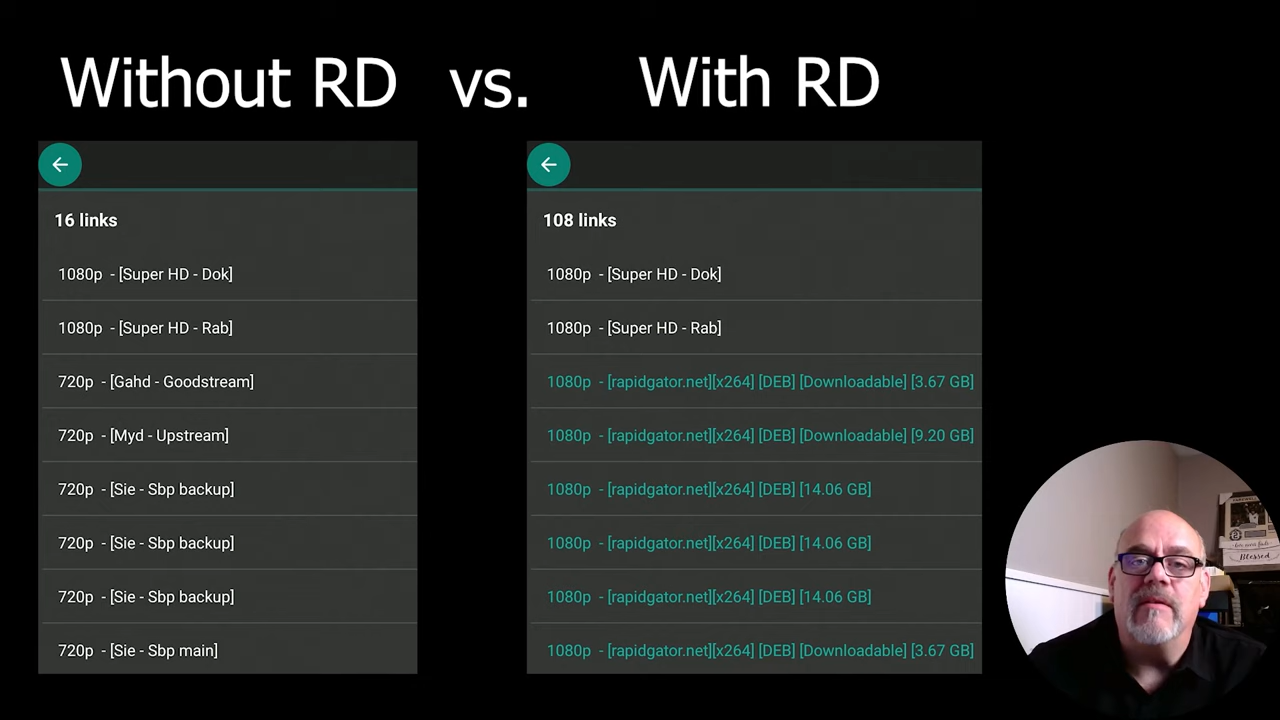 Without RD vs. With RD
16 links
1080p - [Super HD - Dok]
1080p - [Super HD - Rab]
720p - [Gahd - Goodstream]
720p - [Myd - Upstream]
720p - [Sie - Sbp backup]
720p - [Sie - Sbp backup]
720p - [Sie - Sbp backup]
720p - [Sie - Sbp main]
108 links
1080p - [Super HD - Dok]
1080p - [Super HD - Rab]
1080p - [rapidgator.net][x264] [DEB] [Downloadable] [3.67 GB]
1080p - [rapidgator.net][x264] [DEB] [Downloadable] [9.20 GB]
1080p - [rapidgator.net][x264] [DEB] [14.06 GB]
1080p - [rapidgator.net][x264] [DEB] [14.06 GB]
1080p - [rapidgator.net][x264] [DEB] [14.06 GB]
1080p - [rapidgator.net][x264] [DEB] [Downloadable] [3.67 GB]
Blessed